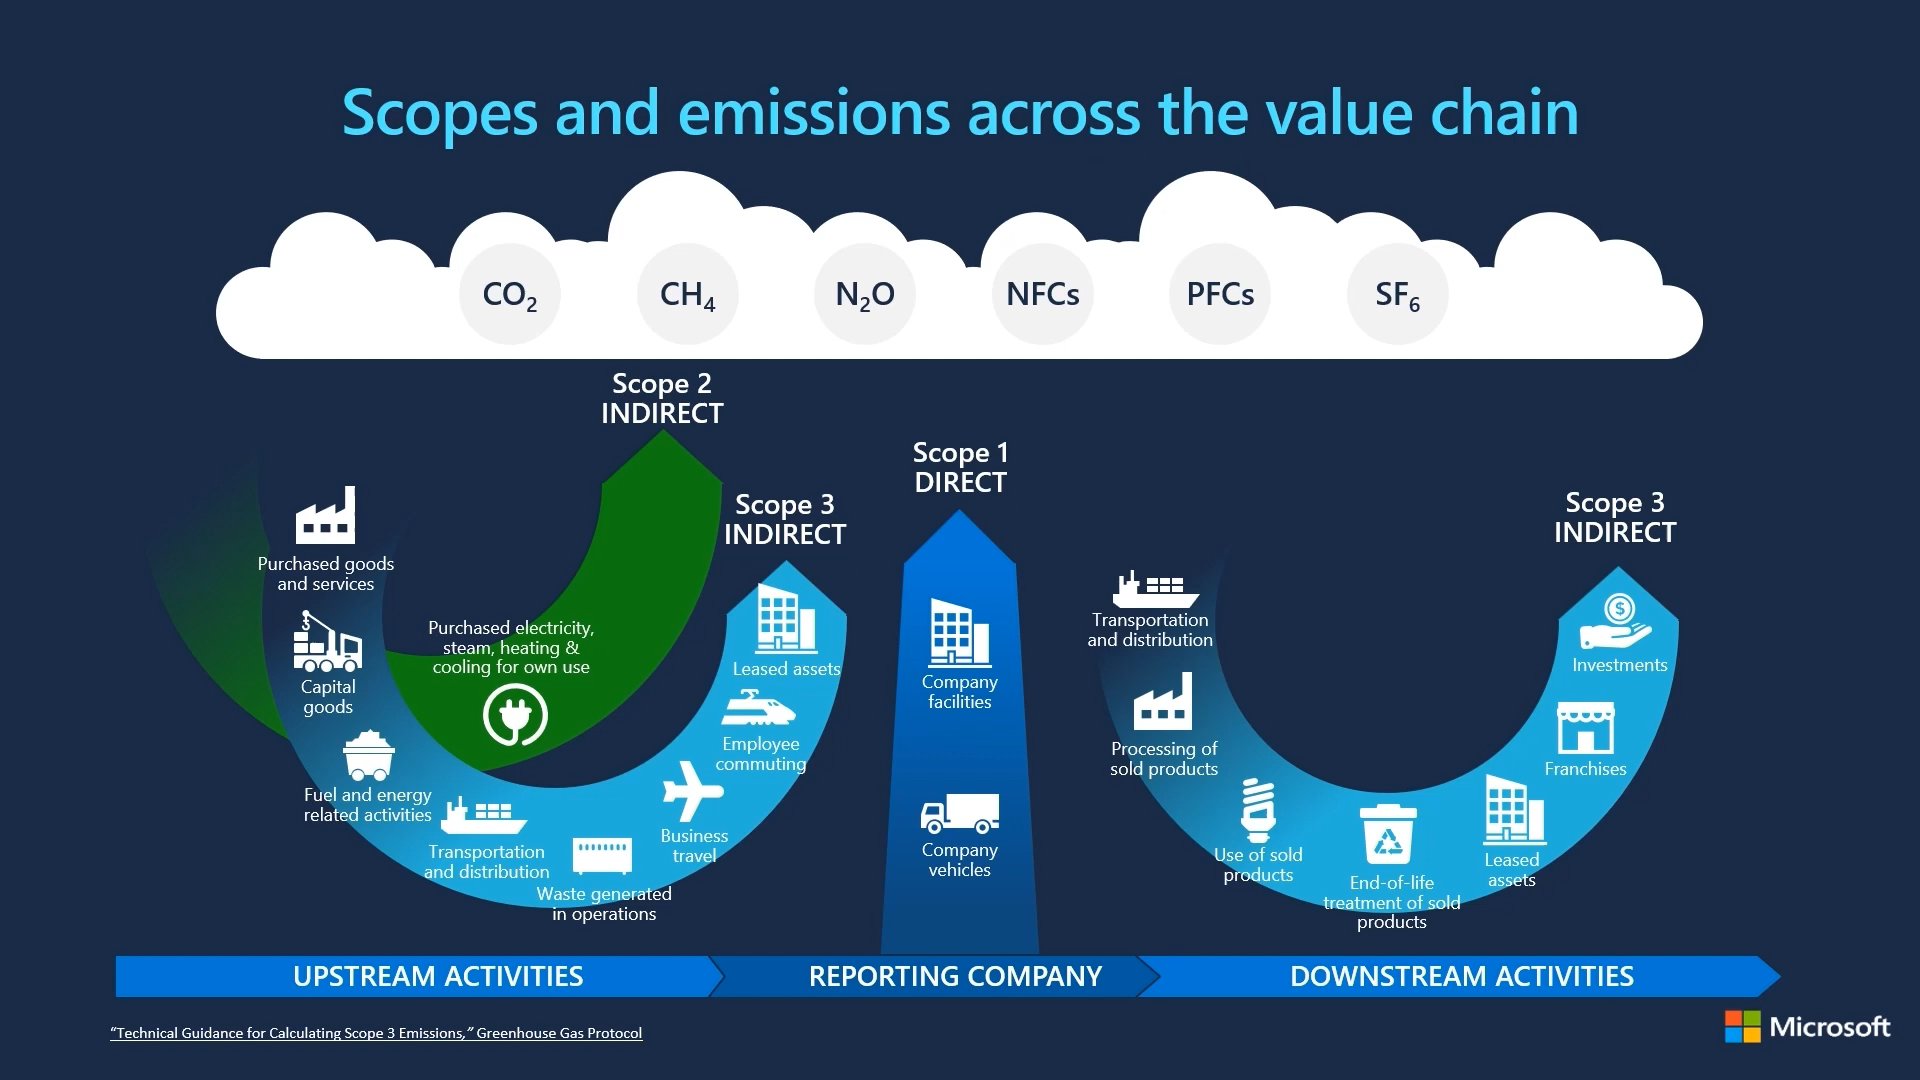 Scopes and emissions across the value chain
CO₂ CH₄ N₂O NFCs PFCs SF₆
Scope 2
INDIRECT
Purchased electricity,
steam, heating &
cooling for own use
Purchased goods
and services
Capital
goods
Fuel and energy
related activities
Transportation
and distribution
Waste generated
in operations
Business
travel
Employee
commuting
Leased assets
Scope 3
INDIRECT
Scope 1
DIRECT
Company
facilities
Company
vehicles
Transportation
and distribution
Processing of
sold products
Use of sold
products
End-of-life
treatment of sold
products
Leased
assets
Franchises
Investments
Scope 3
INDIRECT
$
UPSTREAM ACTIVITIES
REPORTING COMPANY
DOWNSTREAM ACTIVITIES
“Technical Guidance for Calculating Scope 3 Emissions,” Greenhouse Gas Protocol
Microsoft